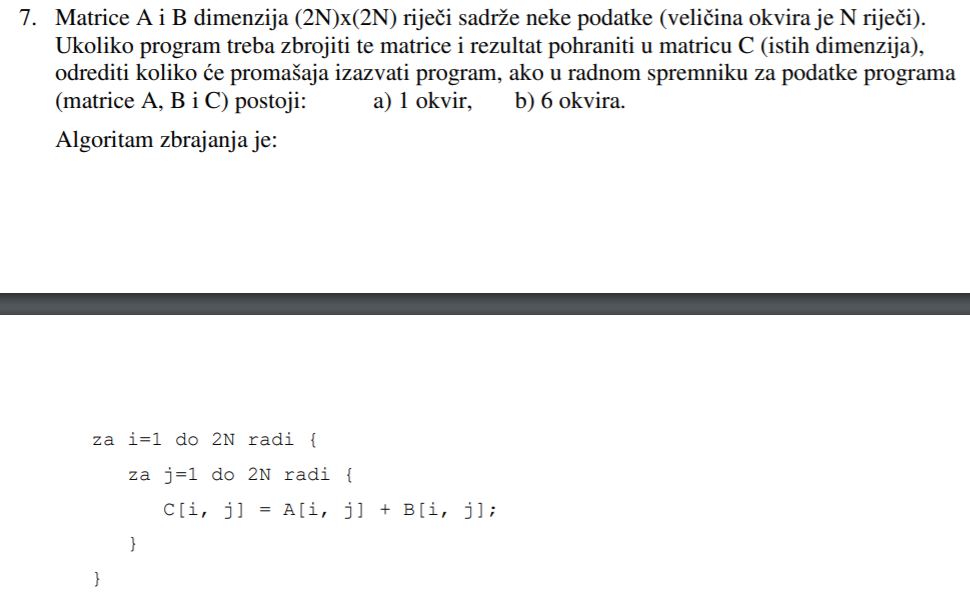 7. Matrice A i B dimenzija (2N)x(2N) riječi sadrže neke podatke (veličina okvira je N riječi).
Ukoliko program treba zbrojiti te matrice i rezultat pohraniti u matricu C (istih dimenzija),
odrediti koliko će promašaja izazvati program, ako u radnom spremniku za podatke programa
(matrice A, B i C) postoji: a) 1 okvir, b) 6 okvira.
Algoritam zbrajanja je:
za i=1 do 2N radi {
za j=1 do 2N radi {
C[i, j] = A[i, j] + B[i, j];
}
}